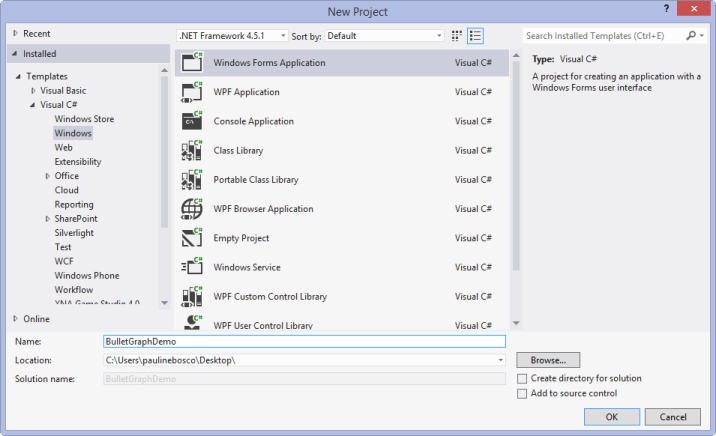 New Project
?
Recent
Installed
Templates
Visual Basic
Visual C#
Windows Store
Windows
Web
Extensibility
Office
Cloud
Reporting
SharePoint
Silverlight
Test
WCF
Windows Phone
Workflow
XNA Game Studio 4.0
Online
.NET Framework 4.5.1 Sort by: Default
Windows Forms Application Visual C#
WPF Application Visual C#
Console Application Visual C#
Class Library Visual C#
Portable Class Library Visual C#
WPF Browser Application Visual C#
Empty Project Visual C#
Windows Service Visual C#
WPF Custom Control Library Visual C#
WPF User Control Library Visual C#
Search Installed Templates (Ctrl+E)
Type: Visual C#
A project for creating an application with a
Windows Forms user interface
Name: BulletGraphDemo
Location: C:\Users\paulinebosco\Desktop\
Browse...
Solution name: BulletGraphDemo
Create directory for solution
Add to source control
OK Cancel